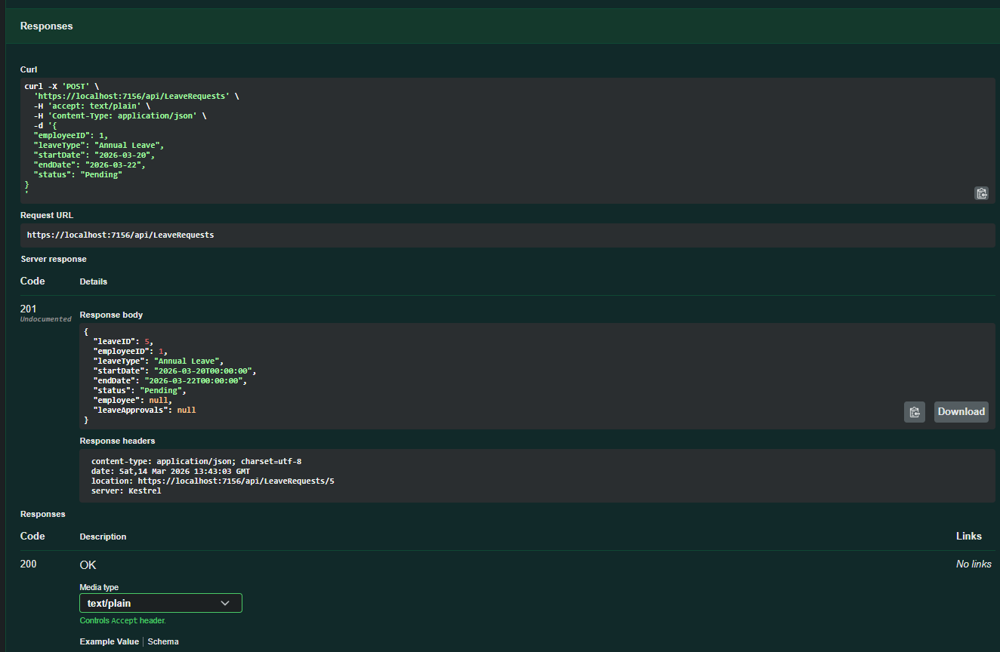 Responses
Curl
curl -X 'POST' \
  'https://localhost:7156/api/LeaveRequests' \
  -H 'accept: text/plain' \
  -H 'Content-Type: application/json' \
  -d '{
  "employeeID": 1,
  "leaveType": "Annual Leave",
  "startDate": "2026-03-20",
  "endDate": "2026-03-22",
  "status": "Pending"
}
'
Request URL
https://localhost:7156/api/LeaveRequests
Server response
Code Details
201
Undocumented
Response body
{
  "leaveID": 5,
  "employeeID": 1,
  "leaveType": "Annual Leave",
  "startDate": "2026-03-20T00:00:00",
  "endDate": "2026-03-22T00:00:00",
  "status": "Pending",
  "employee": null,
  "leaveApprovals": null
}
Download
Response headers
content-type: application/json; charset=utf-8
date: Sat,14 Mar 2026 13:43:03 GMT
location: https://localhost:7156/api/LeaveRequests/5
server: Kestrel
Responses
Code Description Links
200 OK No links
Media type
text/plain
Controls Accept header.
Example Value | Schema